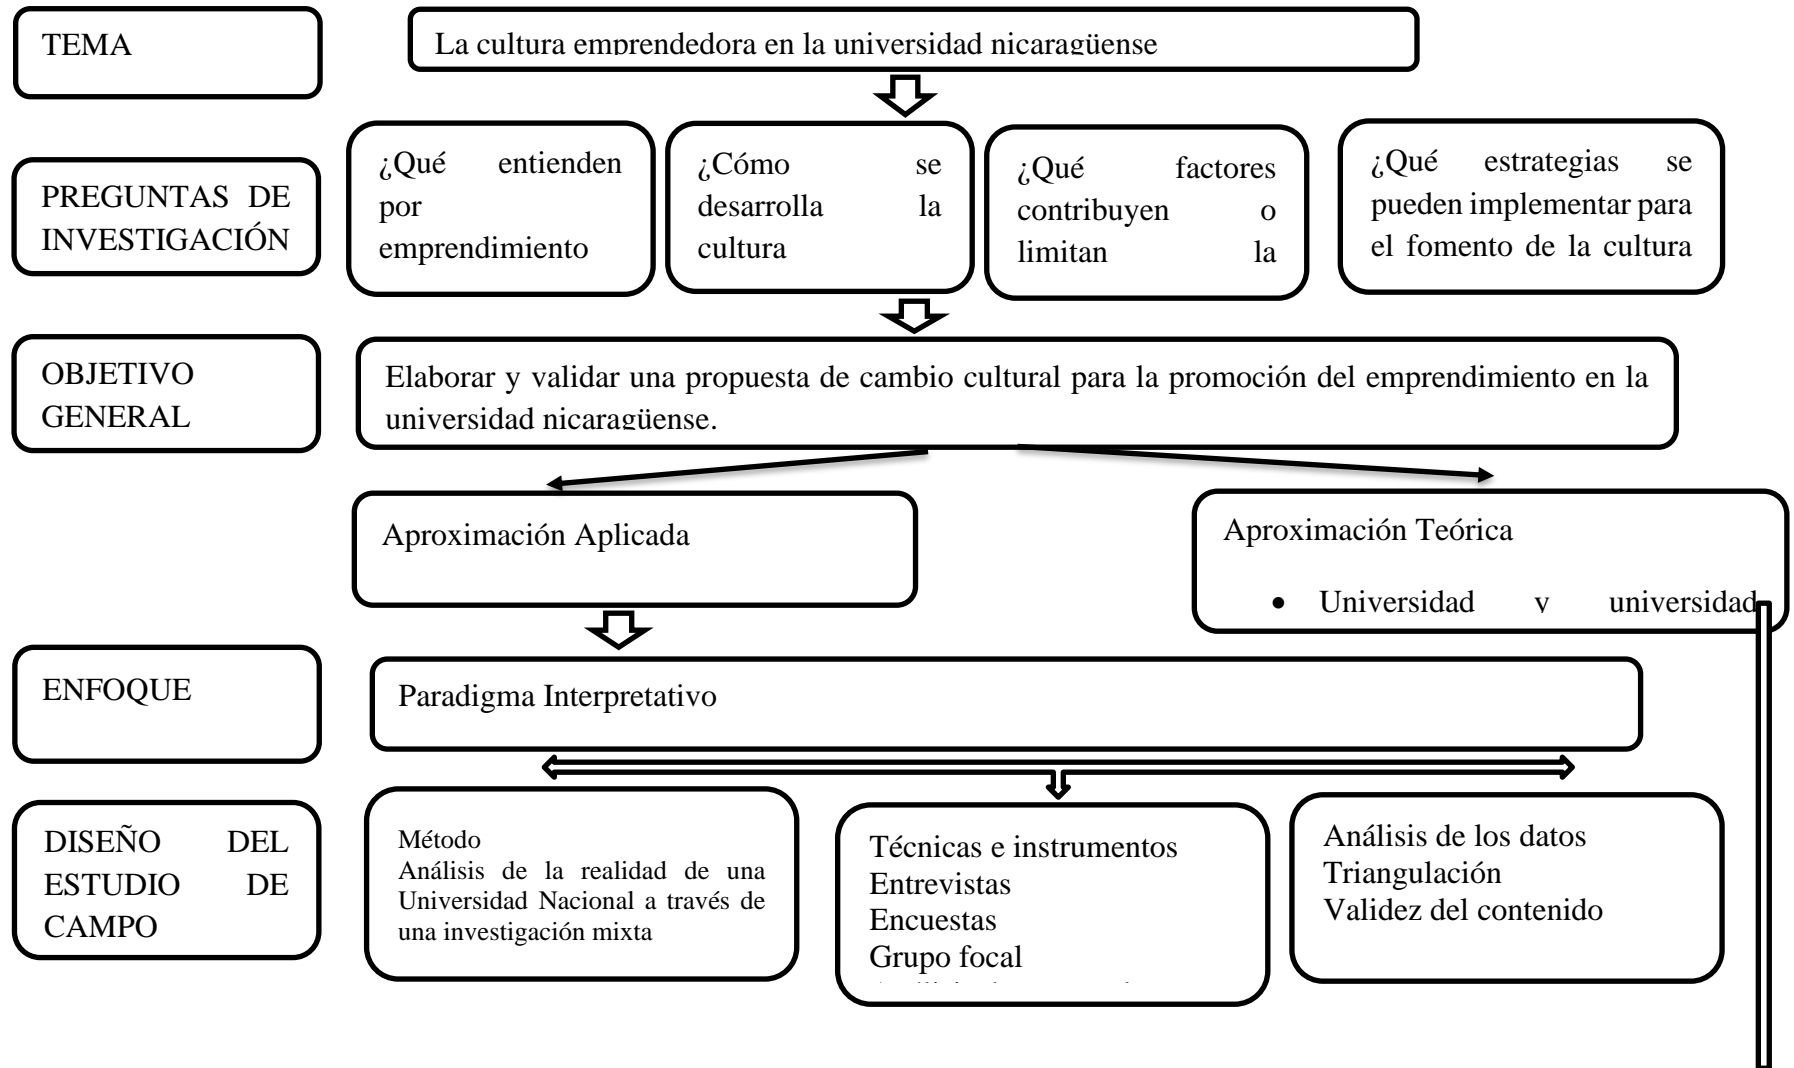 TEMA
La cultura emprendedora en la universidad nicaragüense
PREGUNTAS DE
INVESTIGACIÓN
¿Qué entienden
por
emprendimiento
¿Cómo se
desarrolla la
cultura
¿Qué factores
contribuyen o
limitan la
¿Qué estrategias se
pueden implementar para
el fomento de la cultura
OBJETIVO
GENERAL
Elaborar y validar una propuesta de cambio cultural para la promoción del emprendimiento en la
universidad nicaragüense.
Aproximación Aplicada
Aproximación Teórica
• Universidad y universidad
ENFOQUE
Paradigma Interpretativo
DISEÑO DEL
ESTUDIO DE
CAMPO
Método
Análisis de la realidad de una
Universidad Nacional a través de
una investigación mixta
Técnicas e instrumentos
Entrevistas
Encuestas
Grupo focal
Análisis de los datos
Triangulación
Validez del contenido